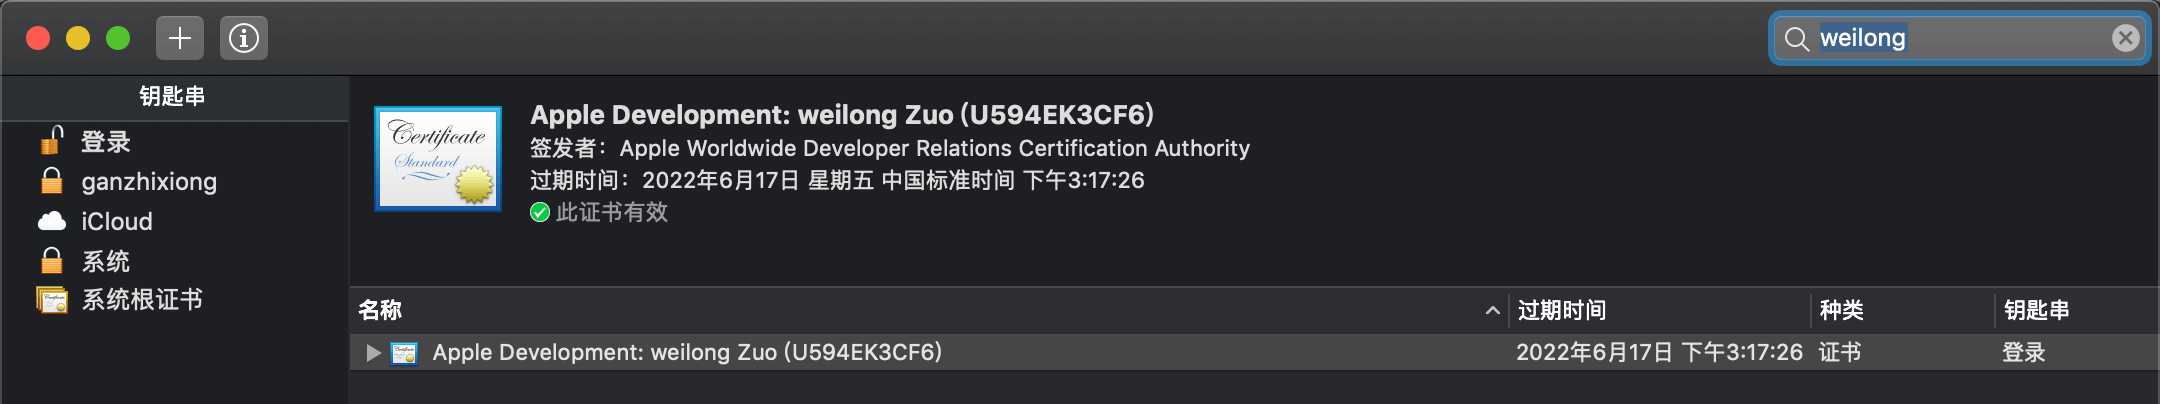 weilong
钥匙串
登录
ganzhixiong
iCloud
系统
系统根证书
Certificate
Standard
Apple Development: weilong Zuo (U594EK3CF6)
签发者：Apple Worldwide Developer Relations Certification Authority
过期时间：2022年6月17日 星期五 中国标准时间 下午3:17:26
此证书有效
名称 过期时间 种类 钥匙串
Apple Development: weilong Zuo (U594EK3CF6) 2022年6月17日 下午3:17:26 证书 登录